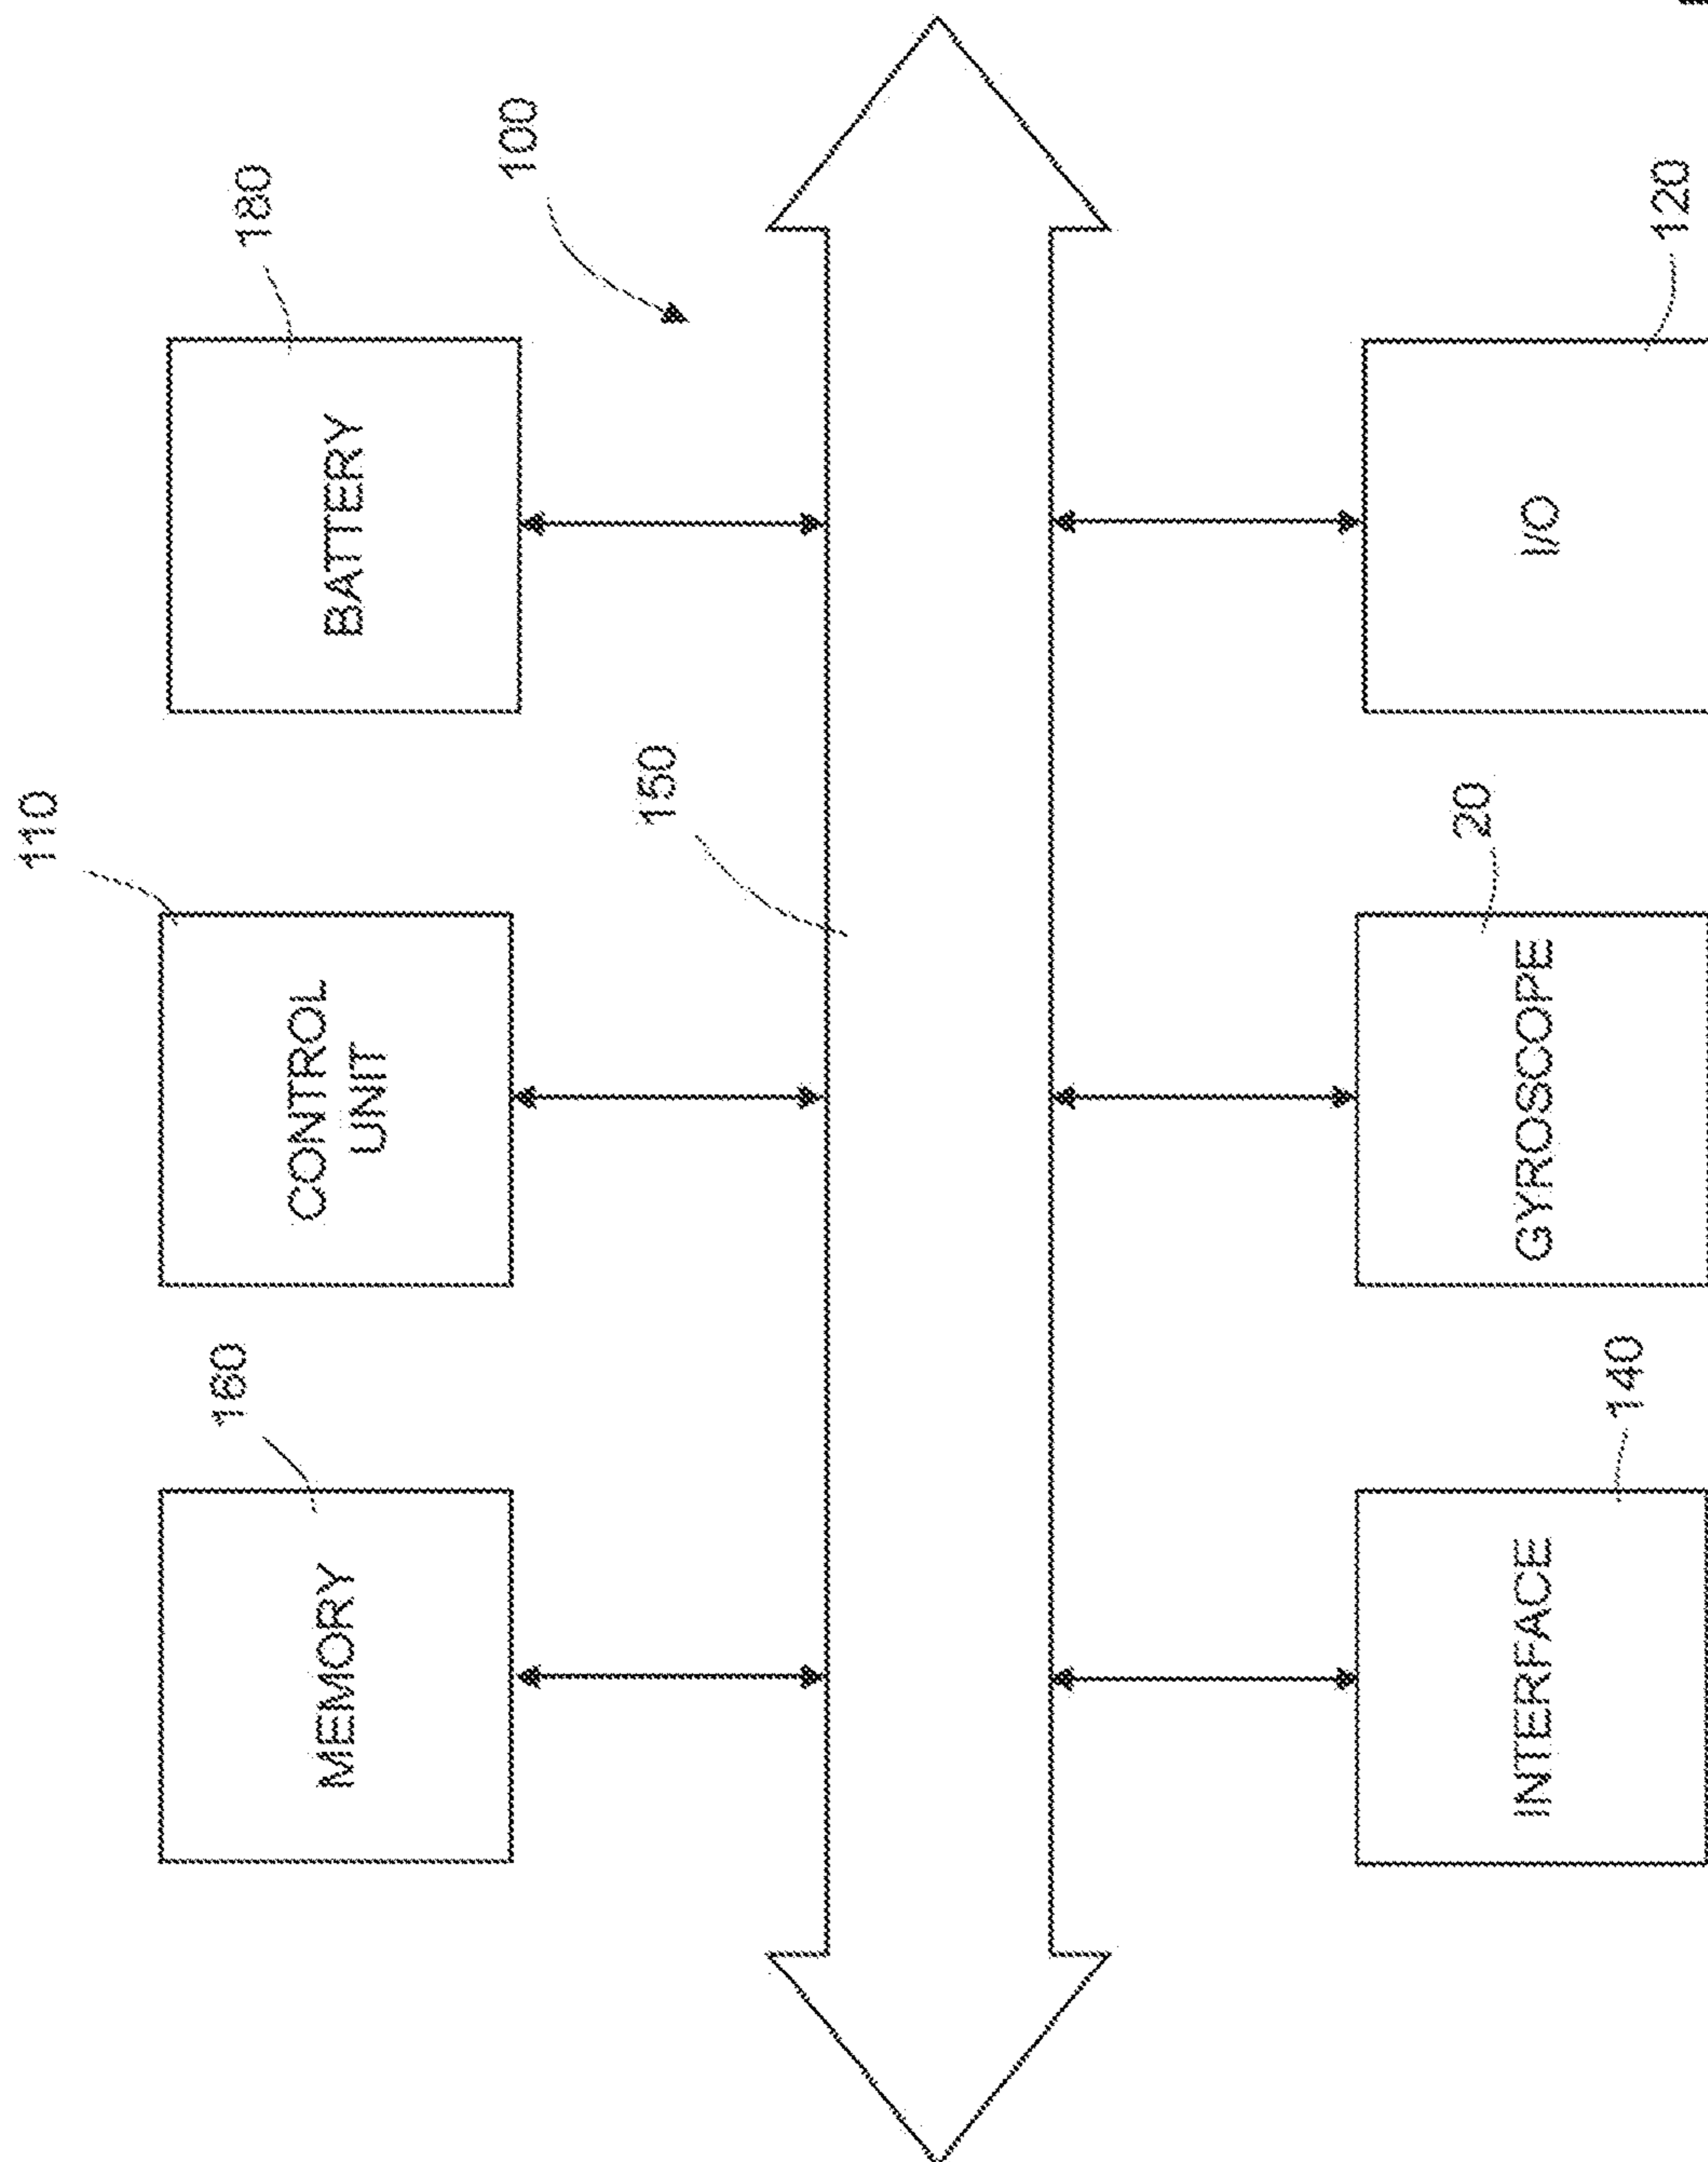 110
160
180
MEMORY
CONTROL
UNIT
BATTERY
100
150
20
140
120
INTERFACE
GYROSCOPE
I/O